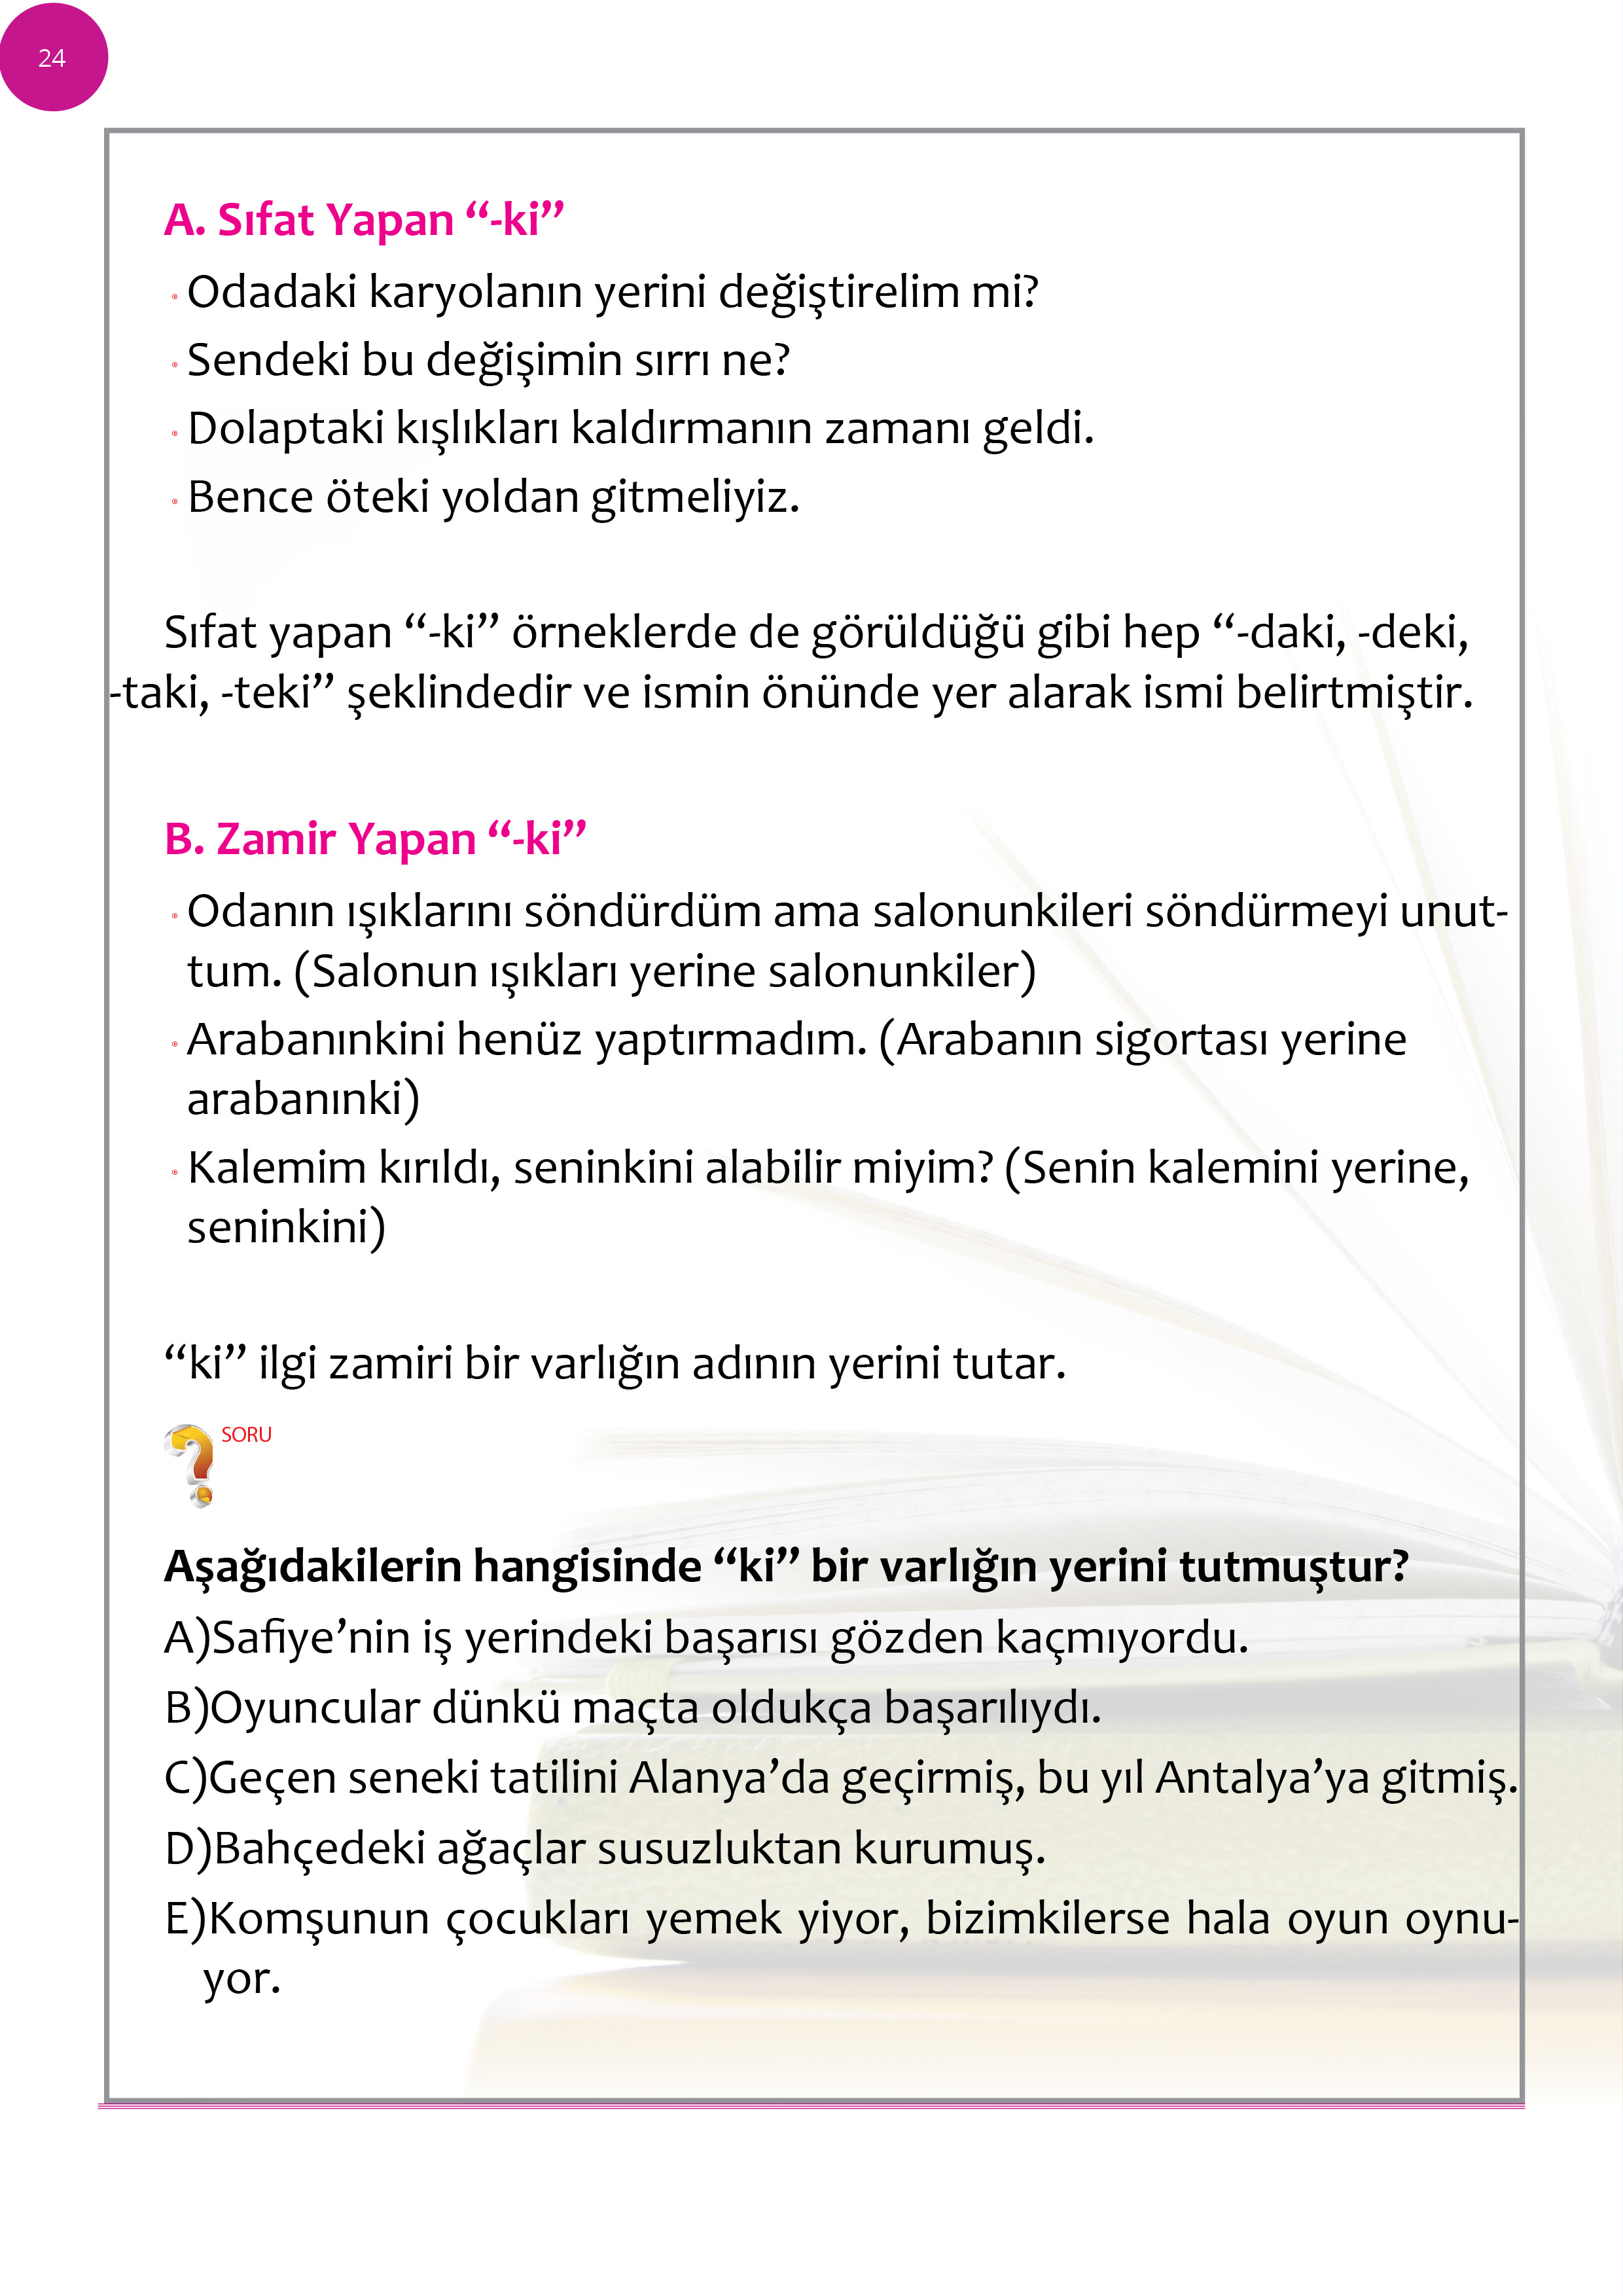 24
A. Sıfat Yapan “-ki”
Odadaki karyolanın yerini değiştirelim mi?
Sendeki bu değişimin sırrı ne?
Dolaptaki kışlıkları kaldırmanın zamanı geldi.
Bence öteki yoldan gitmeliyiz.
Sıfat yapan “-ki” örneklerde de görüldüğü gibi hep “-daki, -deki,
-taki, -teki” şeklindedir ve ismin önünde yer alarak ismi belirtmiştir.
B. Zamir Yapan “-ki”
Odanın ışıklarını söndürdüm ama salonunkileri söndürmeyi unut-
tum. (Salonun ışıkları yerine salonunkiler)
Arabanınkini henüz yaptırmadım. (Arabanın sigortası yerine
arabanınki)
Kalemim kırıldı, seninkini alabilir miyim? (Senin kalemini yerine,
seninkini)
“ki” ilgi zamiri bir varlığın adının yerini tutar.
SORU
Aşağıdakilerin hangisinde “ki” bir varlığın yerini tutmuştur?
A)Safiye’nin iş yerindeki başarısı gözden kaçmıyordu.
B)Oyuncular dünkü maçta oldukça başarılıydı.
C)Geçen seneki tatilini Alanya’da geçirmiş, bu yıl Antalya’ya gitmiş.
D)Bahçedeki ağaçlar susuzluktan kurumuş.
E)Komşunun çocukları yemek yiyor, bizimkilerse hala oyun oynu-
yor.